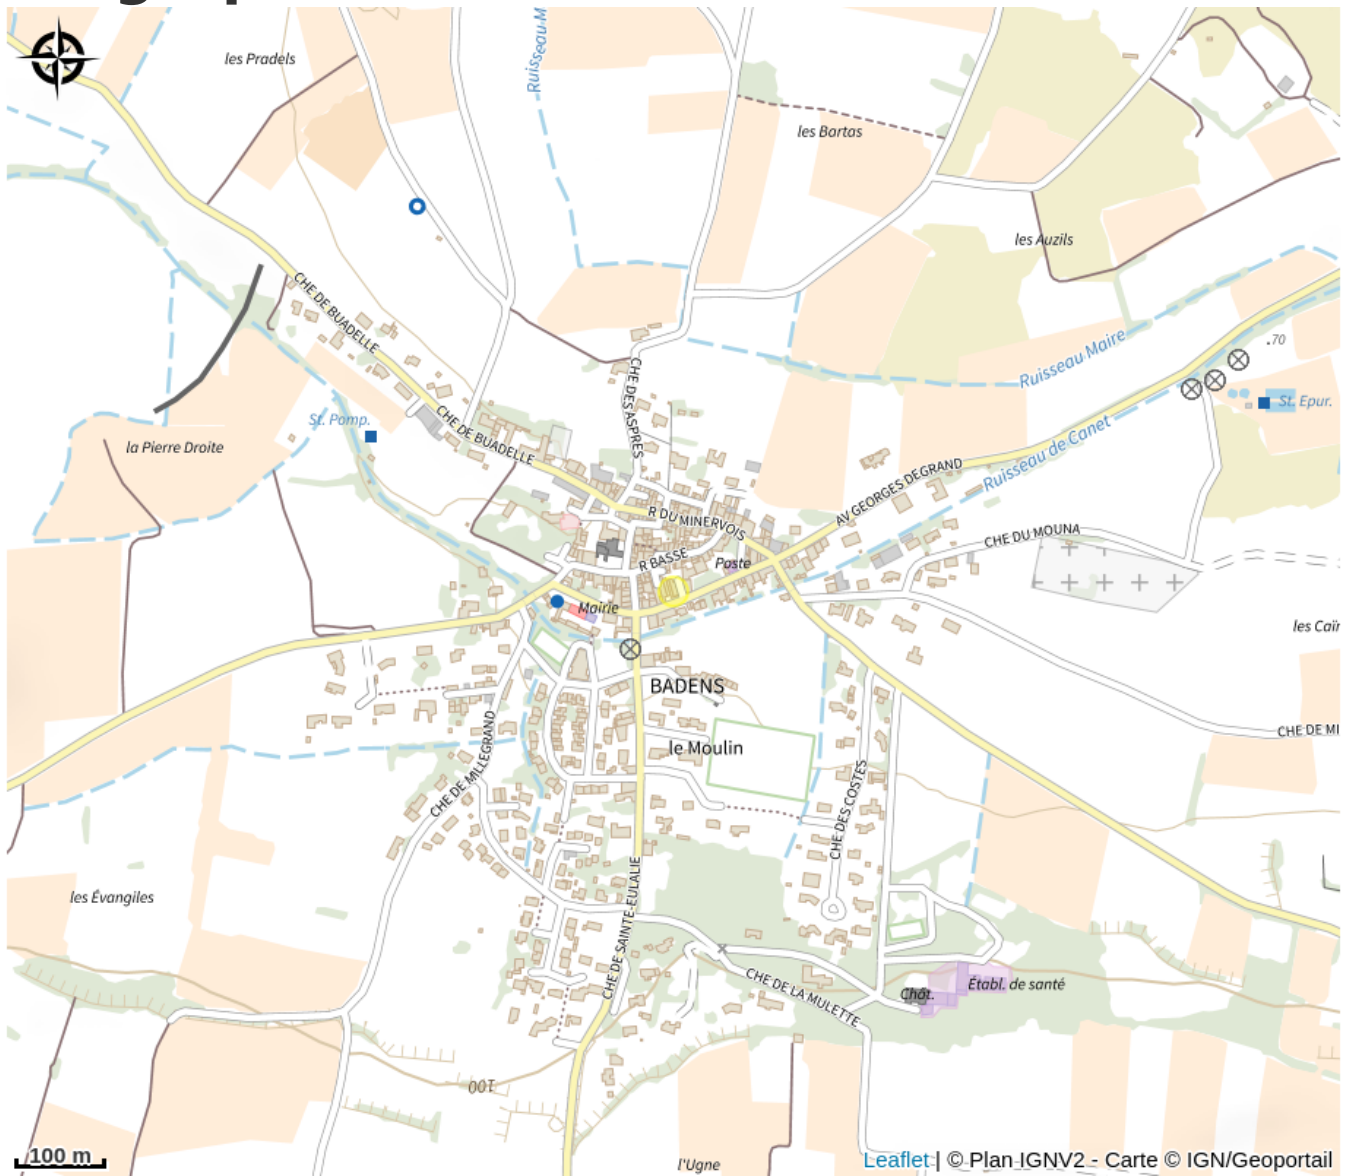 les Pradels
Ruisseau M
les Bartas
les Auzils
CHE DE BUADELLE
Ruisseau Maire
.70
CHE DES ASPRES
St. Epur.
St. Pomp.
CHE DE BUADELLE
la Pierre Droite
Ruisseau de Canet
AV GEORGES DEGRAND
R DU MINERVOIS
CHE DU MOUNA
R BASSE
Poste
Mairie
les Caïr
BADENS
CHE DE MI
le Moulin
CHE DE MILLEGRAND
CHE DES COSTES
les Évangiles
CHE DE SAINTE-EULALIE
CHE DE LA MULETTE
Établ. de santé
Chât.
100
100 m
l'Ugne
Leaflet | © Plan IGNV2 - Carte © IGN/Geoportail